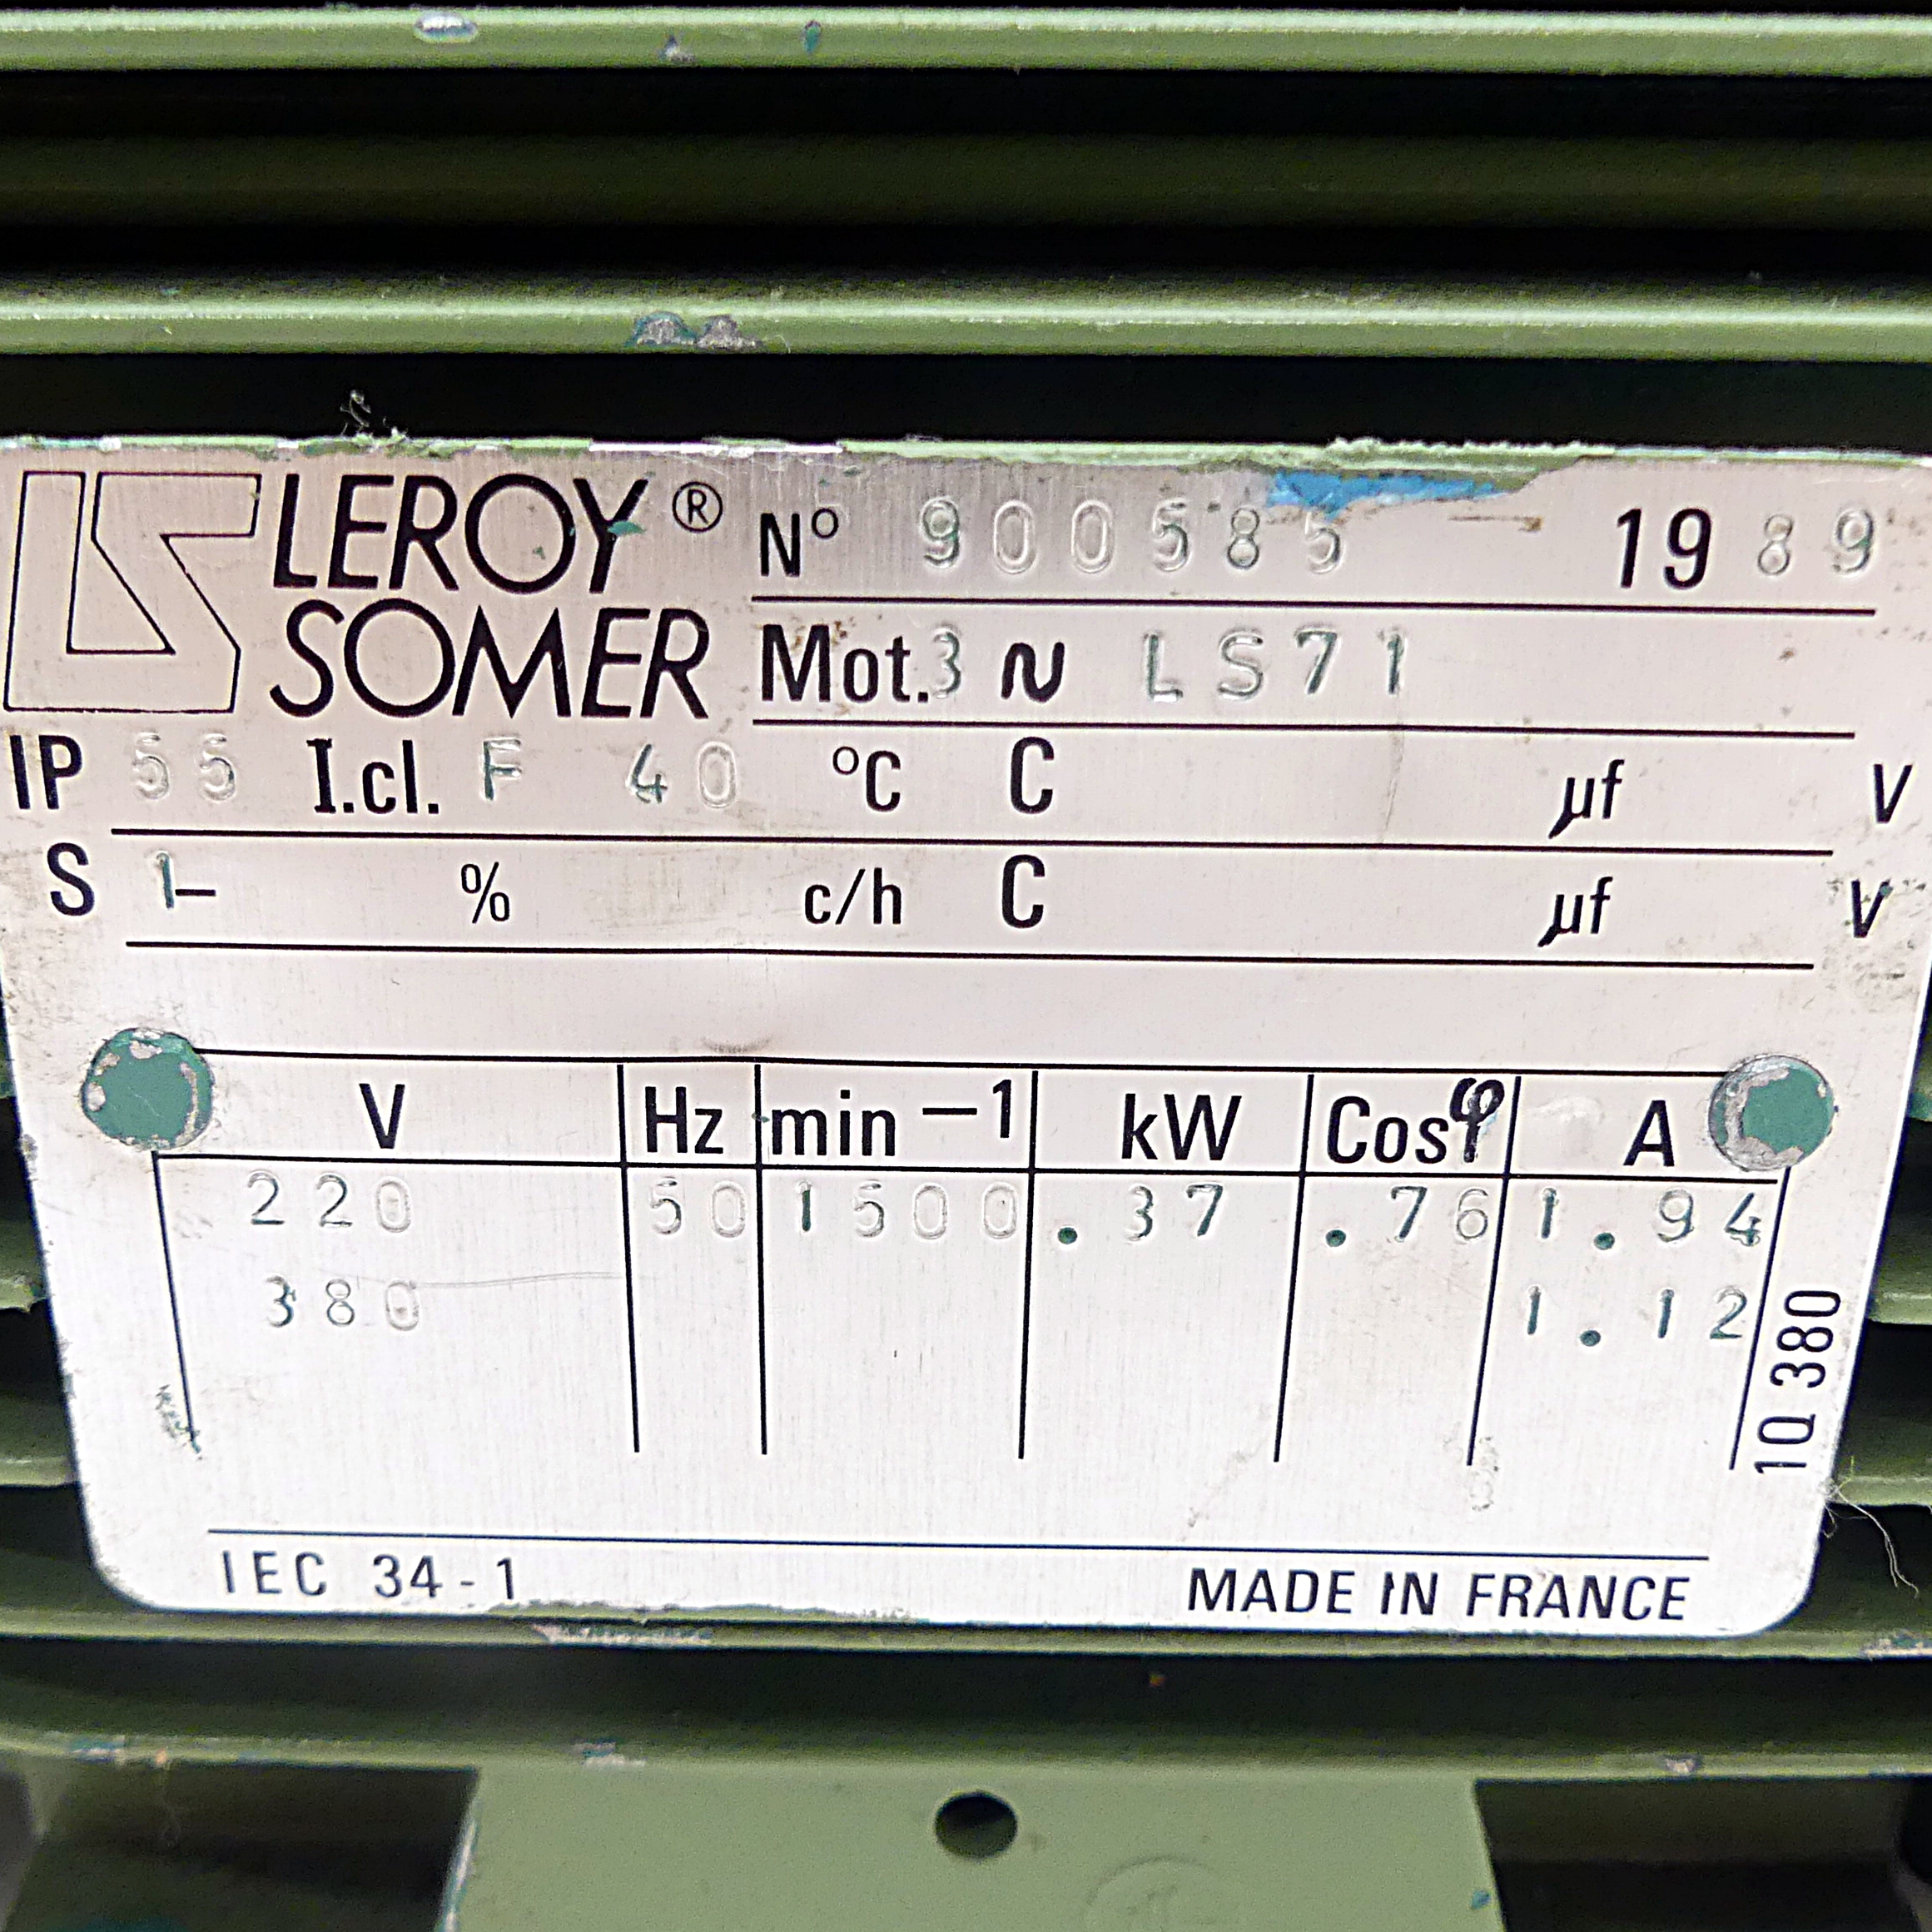 LEROY® N° 900585 1989
SOMER Mot. 3 ~ LS71
IP 55 I.cl. F 40 °C C µf V
S 1- % c/h C µf V
V Hz min -1 kW Cosφ A
220 50 1500 .37 .76 1.94
380 1.12
1Q 380
IEC 34-1 MADE IN FRANCE